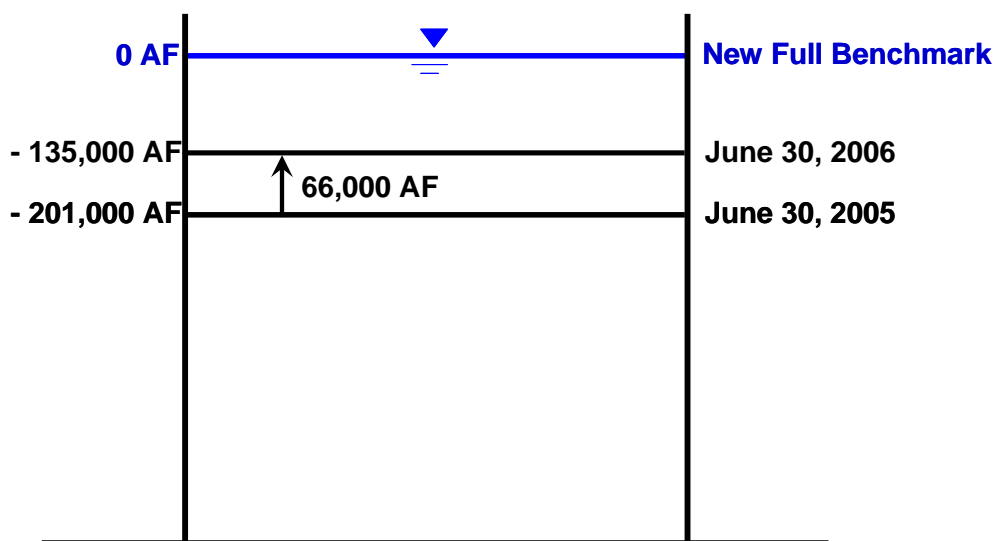 0 AF New Full Benchmark
- 135,000 AF June 30, 2006
66,000 AF
- 201,000 AF June 30, 2005